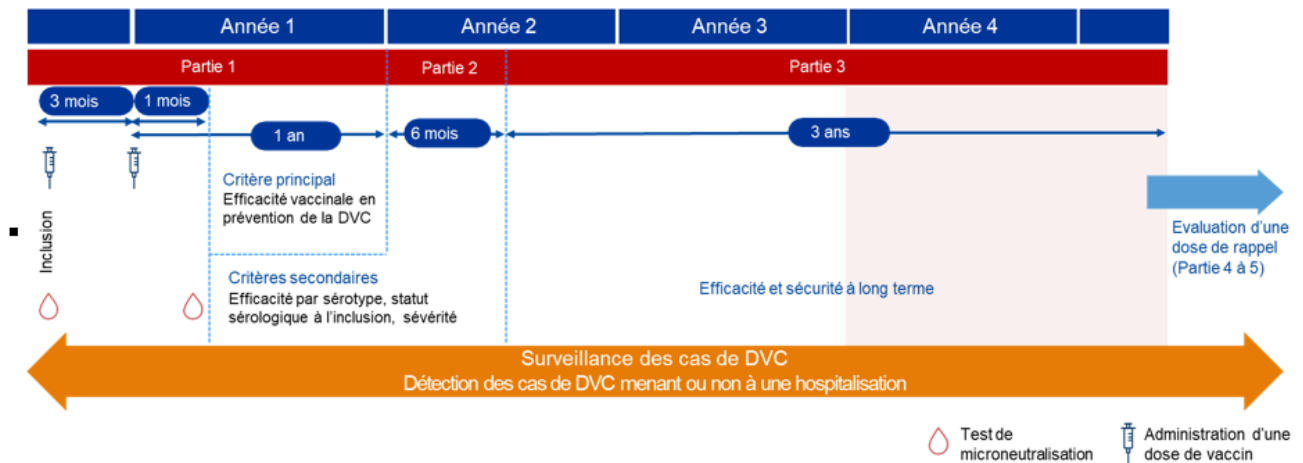 Année 1
Année 2
Année 3
Année 4
Partie 1
Partie 2
Partie 3
3 mois
1 mois
1 an
6 mois
3 ans
Inclusion
Critère principal
Efficacité vaccinale en
prévention de la DVC
Critères secondaires
Efficacité par sérotype, statut
sérologique à l'inclusion, sévérité
Efficacité et sécurité à long terme
Evaluation d'une
dose de rappel
(Partie 4 à 5)
Surveillance des cas de DVC
Détection des cas de DVC menant ou non à une hospitalisation
Test de
microneutralisation
Administration d'une
dose de vaccin